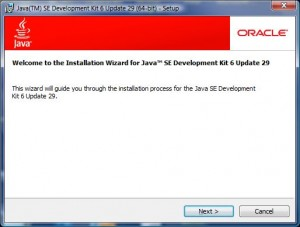 Java(TM) SE Development Kit 6 Update 29 (64-bit) - Setup
Java™
ORACLE®
Welcome to the Installation Wizard for Java™ SE Development Kit 6 Update 29
This wizard will guide you through the installation process for the Java SE Development
Kit 6 Update 29.
Next >
Cancel